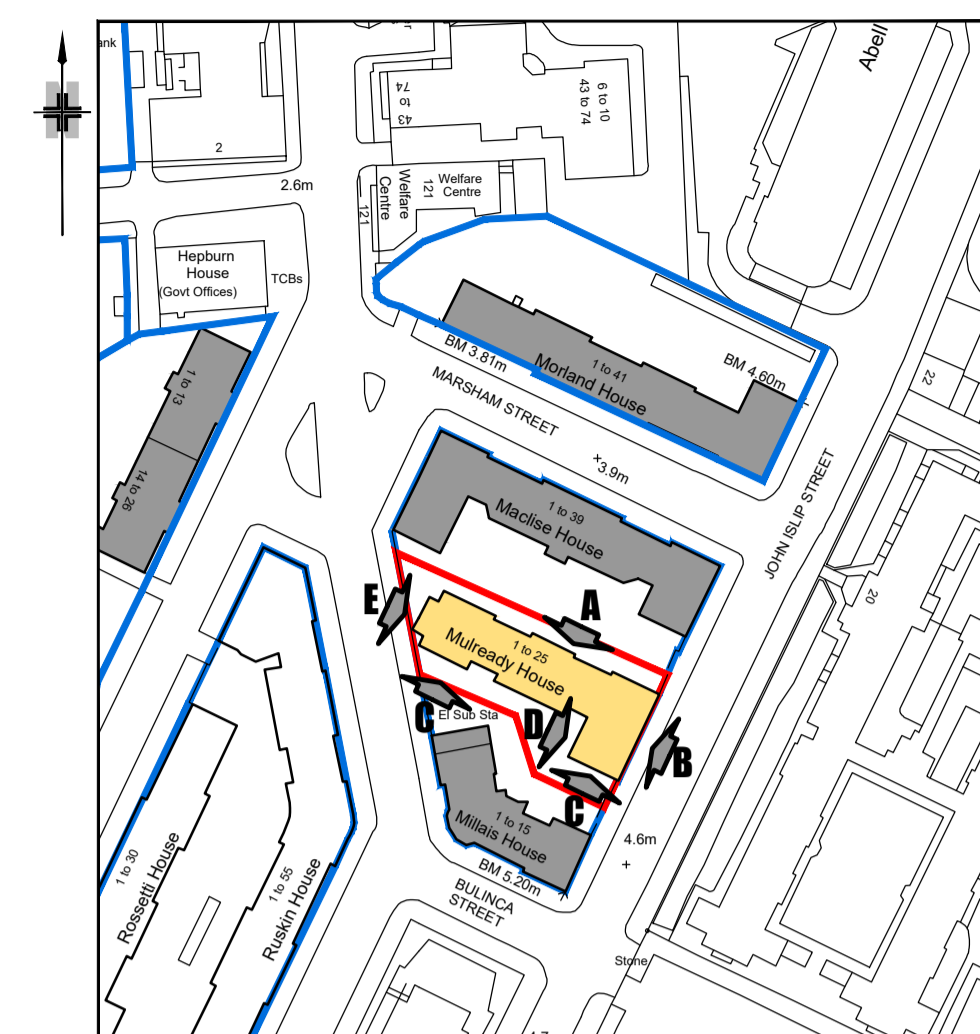 ank
2
2.6m
43
to
74
6 to 10
43 to 74
Abell
Welfare
Centre
121
Welfare
Centre
121
Hepburn
House
(Govt Offices)
TCBs
1 to 13
14 to 26
BM 3.81m
1 to 41
Morland House
BM 4.60m
MARSHAM STREET
3.9m
JOHN ISLIP STREET
22
20
1 to 39
Maclise House
E
A
1 to 25
Mulready House
C
El Sub Sta
D
B
C
1 to 15
Millais House
4.6m
BM 5.20m
BULINCA
STREET
1 to 30
Rossetti House
1 to 55
Ruskin House
Stone